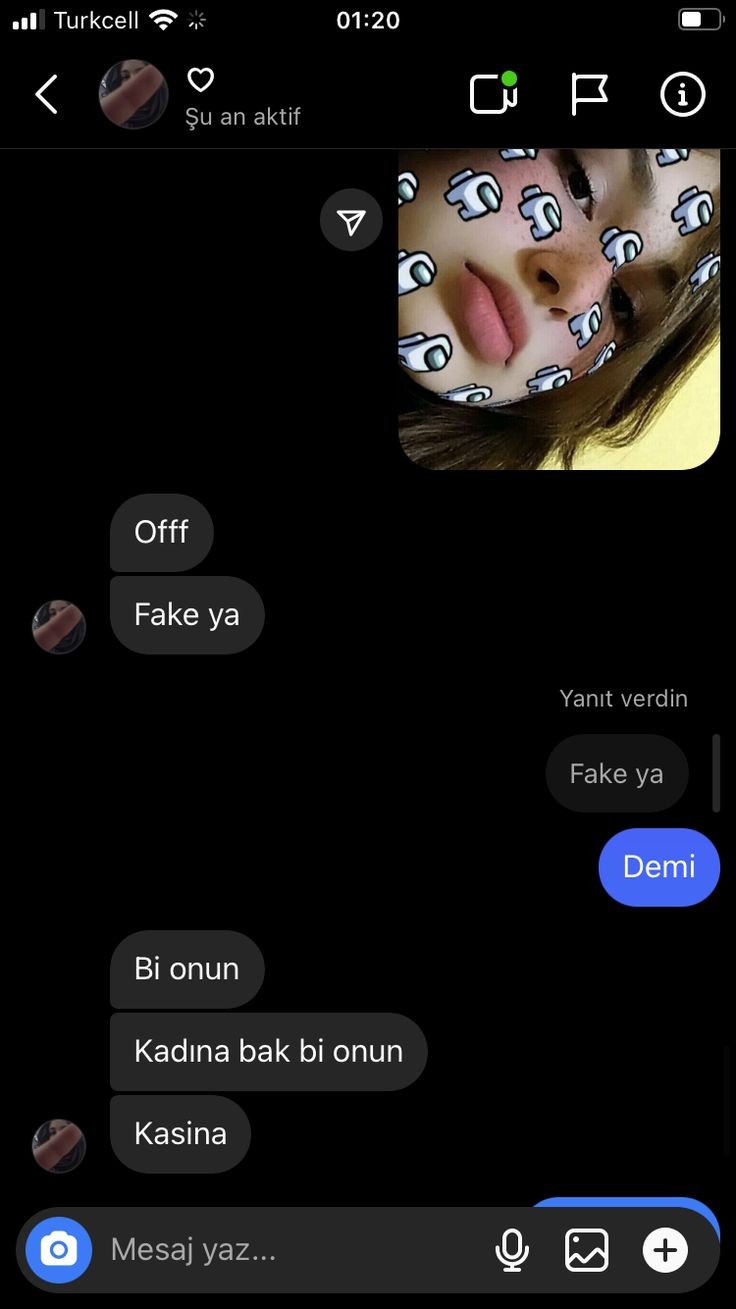 Turkcell 01:20
Şu an aktif
Offf
Fake ya
Yanıt verdin
Fake ya
Demi
Bi onun
Kadına bak bi onun
Kasina
Mesaj yaz...